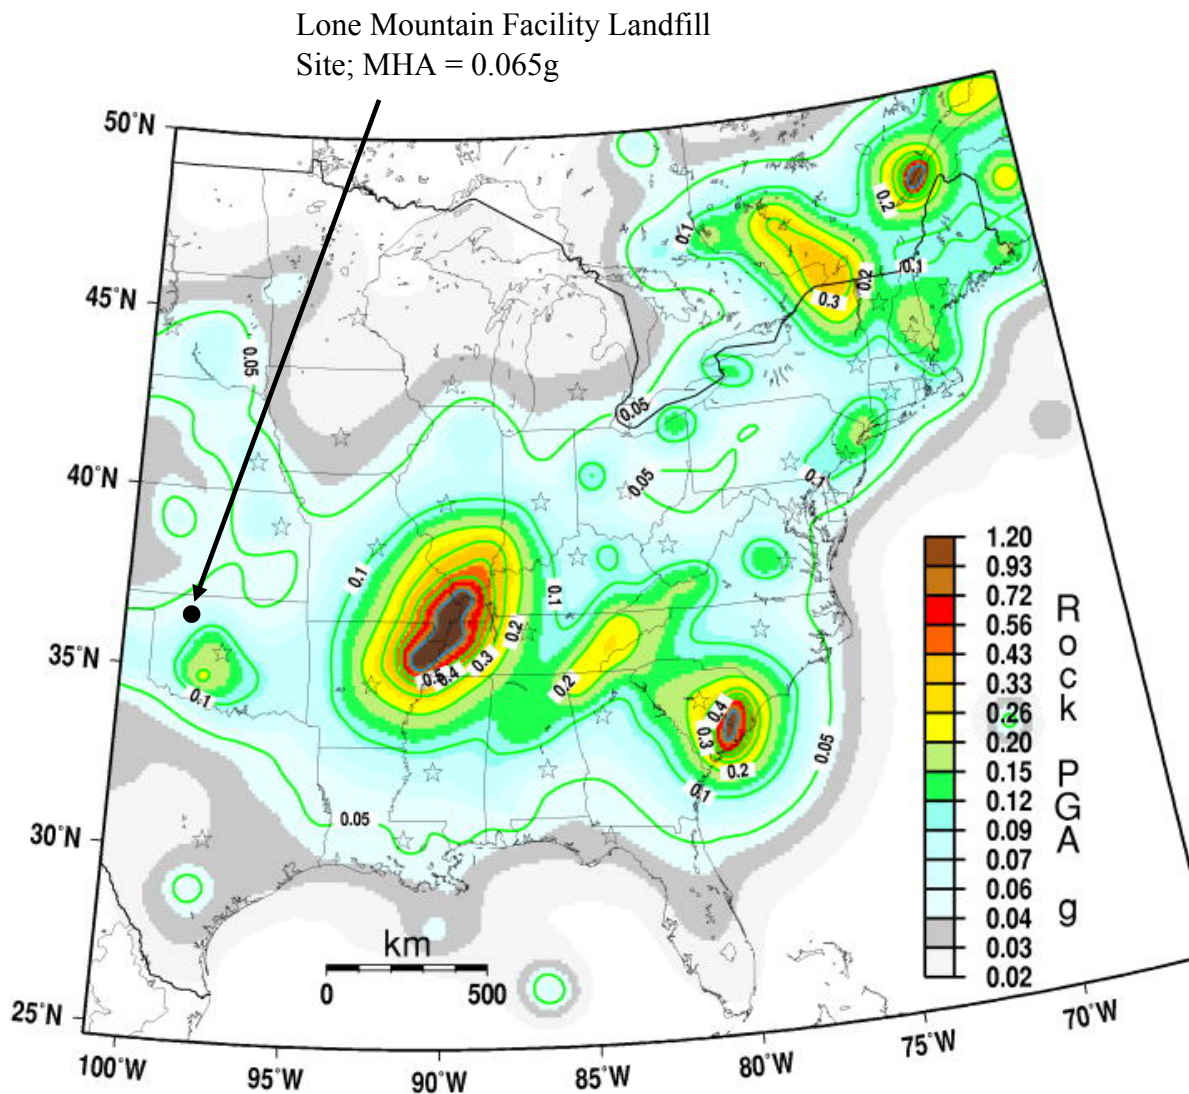 Lone Mountain Facility Landfill
Site; MHA = 0.065g
50°N
45°N
40°N
35°N
30°N
25°N
100°W
95°W
90°W
85°W
80°W
75°W
70°W
0.2
0.1
0.2
0.1
0.3
0.05
0.05
0.05
0.1
0.1
0.1
0.2
0.3
0.4
0.5
0.2
0.1
0.4
0.3
0.2
0.1
0.05
0.05
km
0 500
1.20
0.93
0.72
0.56
0.43
0.33
0.26
0.20
0.15
0.12
0.09
0.07
0.06
0.04
0.03
0.02
Rock PGA g